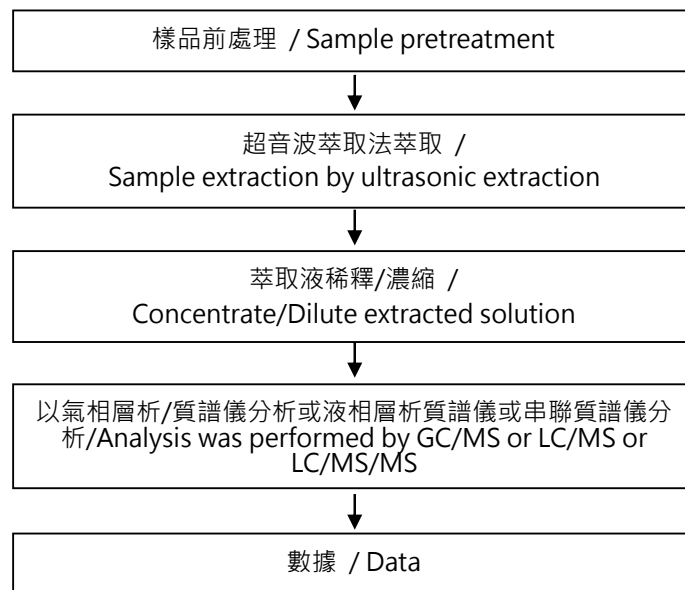 樣品前處理 / Sample pretreatment
超音波萃取法萃取 /
Sample extraction by ultrasonic extraction
萃取液稀釋/濃縮 /
Concentrate/Dilute extracted solution
以氣相層析/質譜儀分析或液相層析質譜儀或串聯質譜儀分
析/Analysis was performed by GC/MS or LC/MS or
LC/MS/MS
數據 / Data